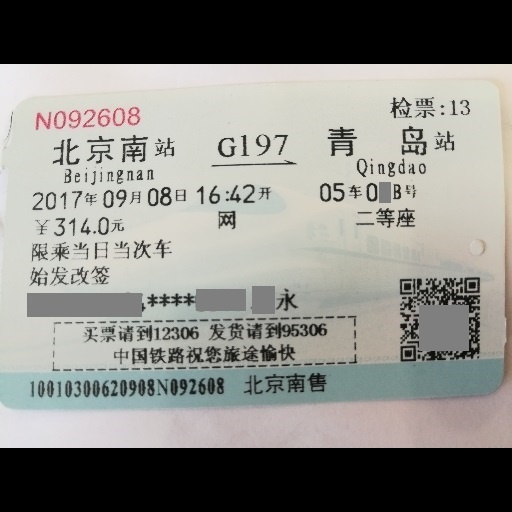 N092608 检票:13
北京南站 G197 青岛站
Beijingnan Qingdao
2017年09月08日16:42开 05车0 B号
￥314.0元 网 二等座
限乘当日当次车
始发改签
**** 永
买票请到12306 发货请到95306
中国铁路祝您旅途愉快
10010300620908N092608 北京南售